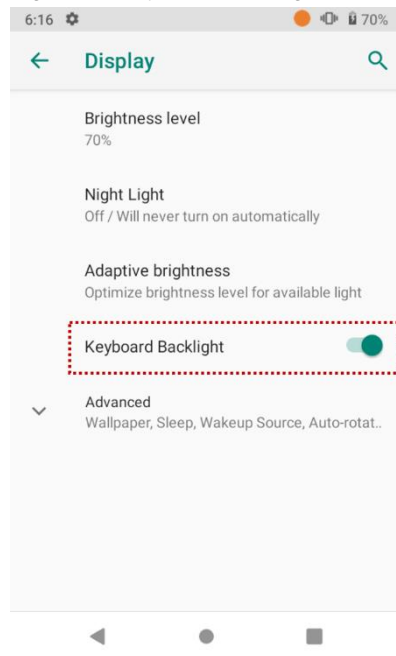 6:16 70%
Display
Brightness level
70%
Night Light
Off / Will never turn on automatically
Adaptive brightness
Optimize brightness level for available light
Keyboard Backlight
Advanced
Wallpaper, Sleep, Wakeup Source, Auto-rotat..